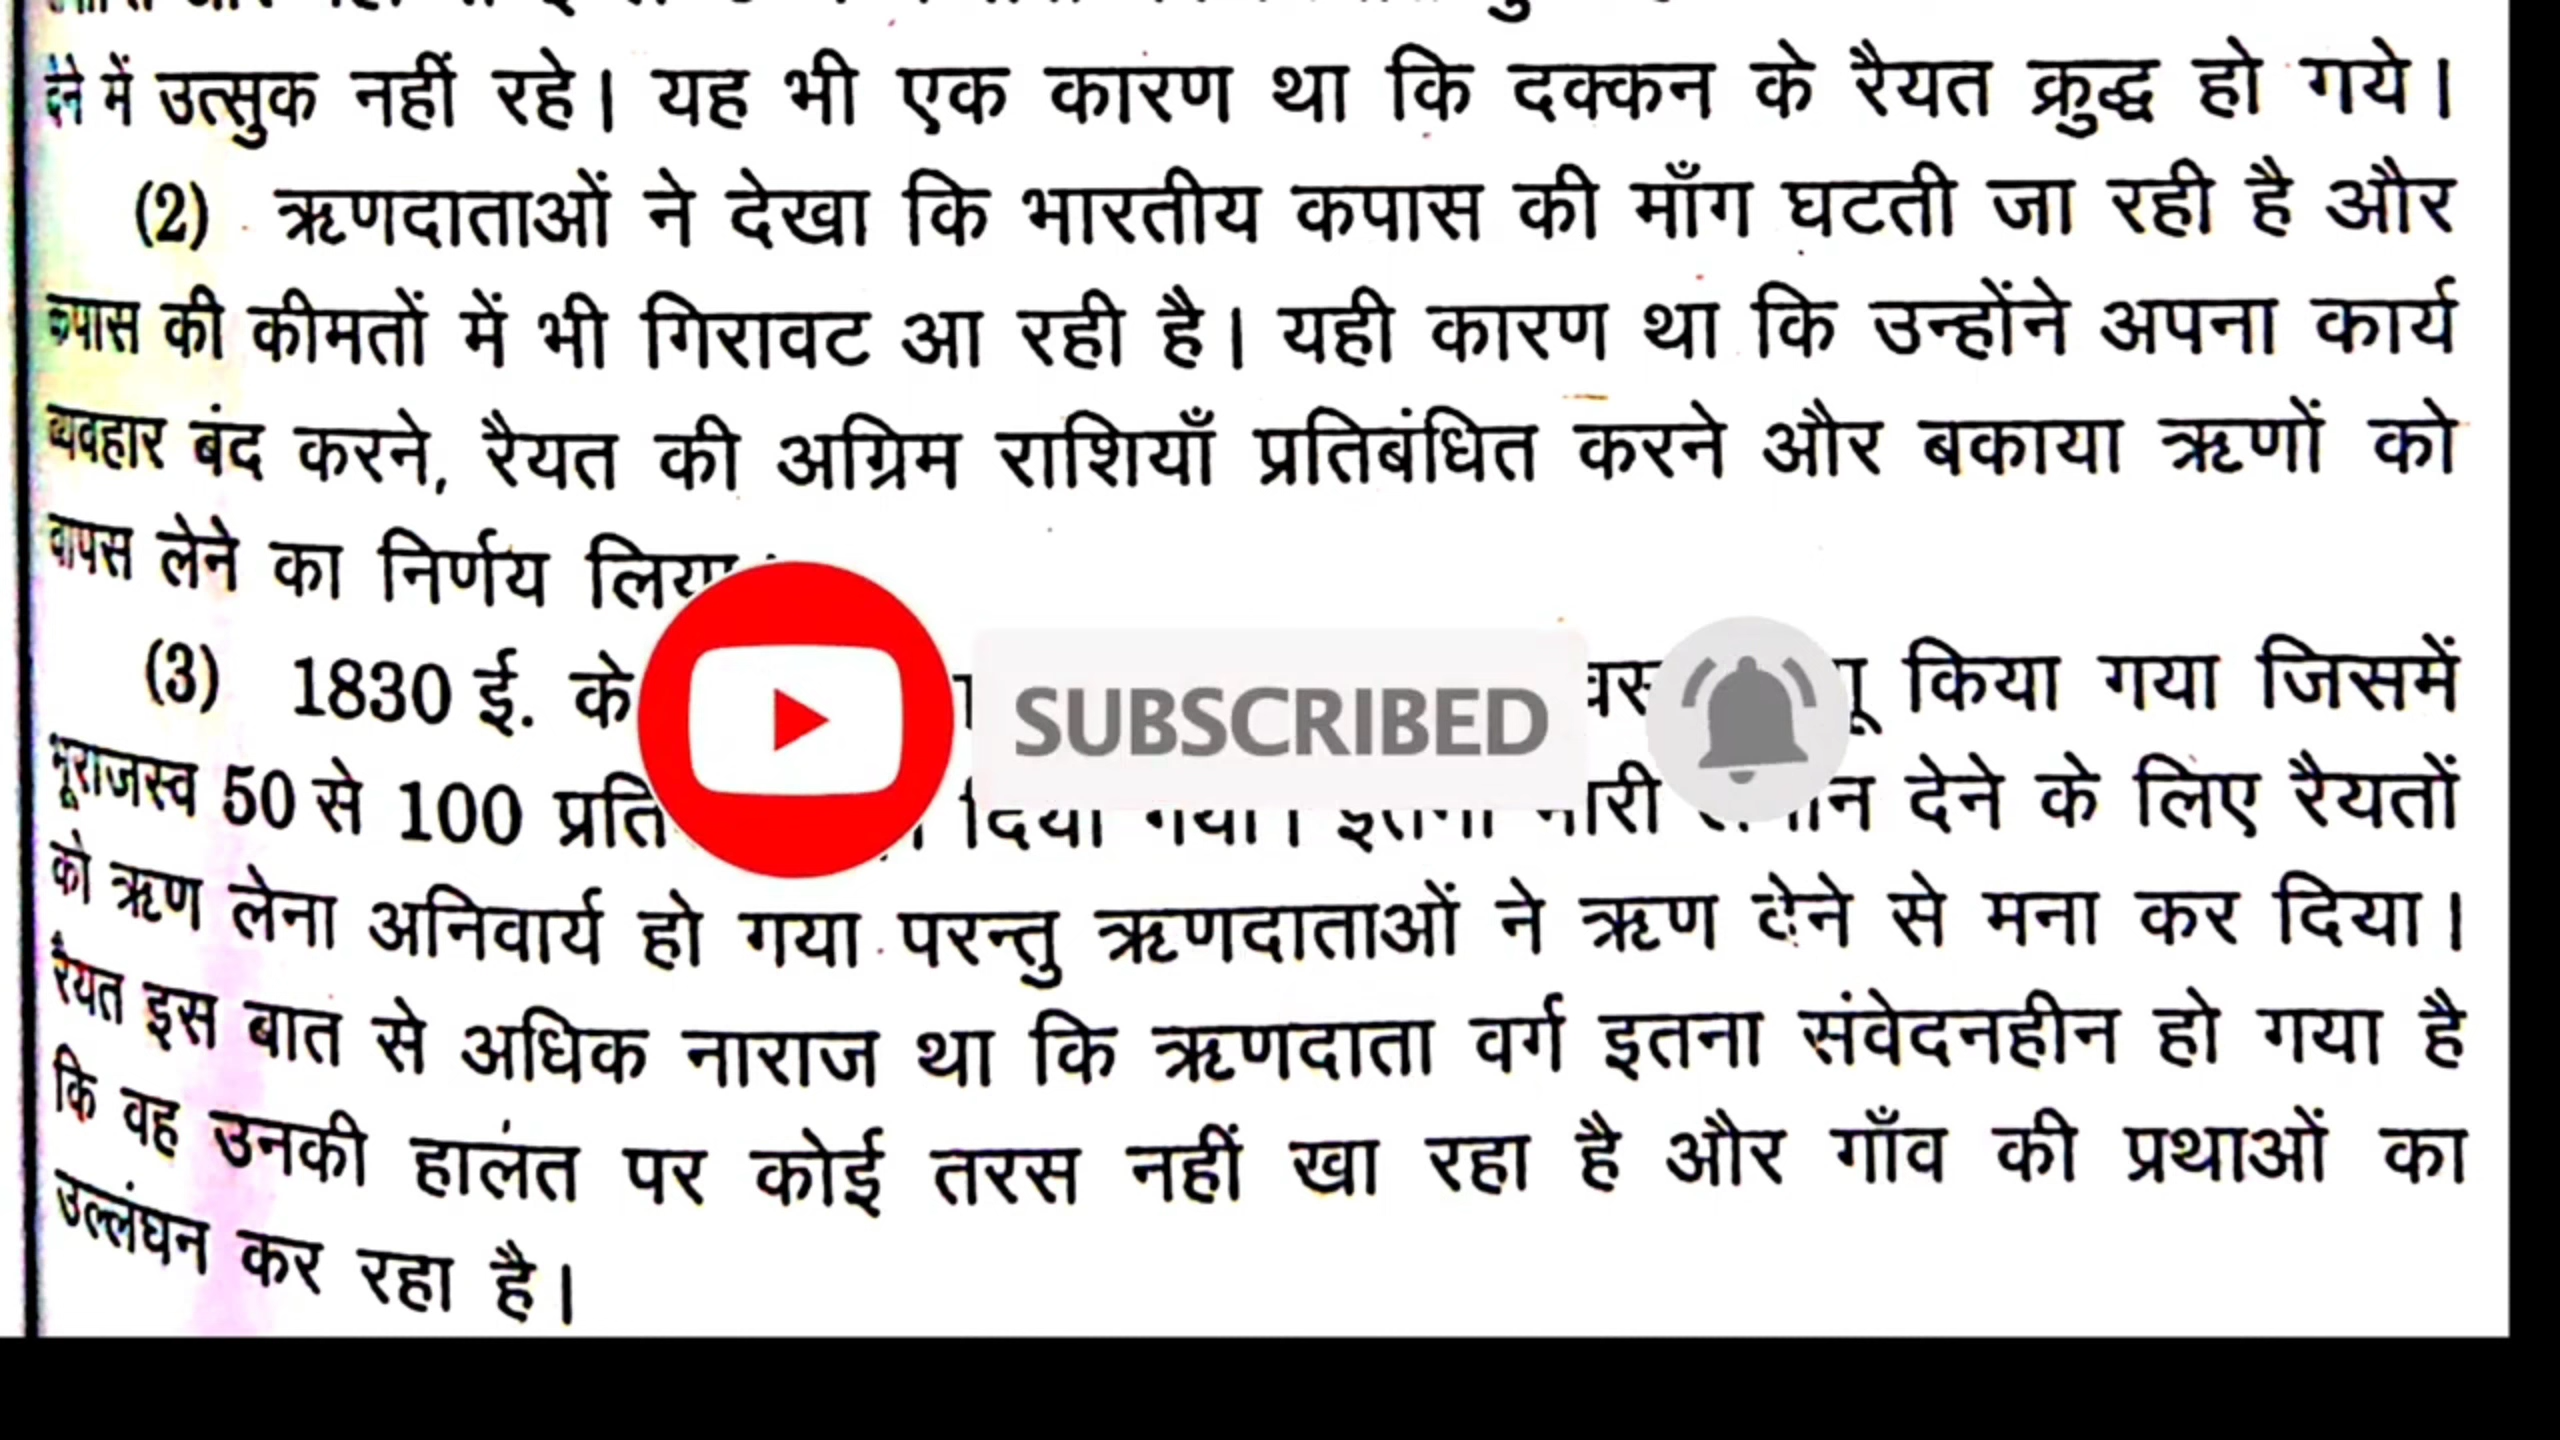 देने में उत्सुक नहीं रहे। यह भी एक कारण था कि दक्कन के रैयत क्रुद्ध हो गये।
(2) ऋणदाताओं ने देखा कि भारतीय कपास की माँग घटती जा रही है और
कपास की कीमतों में भी गिरावट आ रही है। यही कारण था कि उन्होंने अपना कार्य
व्यवहार बंद करने, रैयत की अग्रिम राशियाँ प्रतिबंधित करने और बकाया ऋणों को
वापस लेने का निर्णय लिया
(3) 1830 ई. के किया गया जिसमें
SUBSCRIBED
भूराजस्व 50 से 100 दिया गया। देने के लिए रैयतों
को ऋण लेना अनिवार्य हो गया परन्तु ऋणदाताओं ने ऋण देने से मना कर दिया।
रैयत इस बात से अधिक नाराज था कि ऋणदाता वर्ग इतना संवेदनहीन हो गया है
कि वह उनकी हालत पर कोई तरस नहीं खा रहा है और गाँव की प्रथाओं का
उल्लंघन कर रहा है।